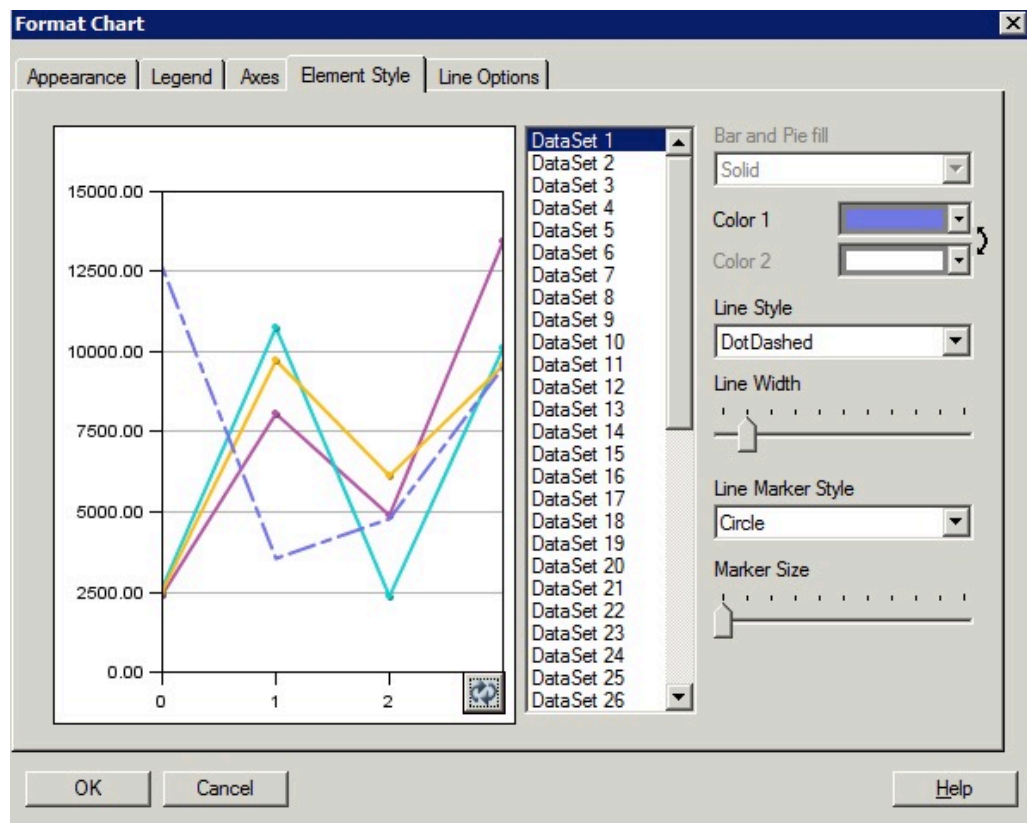 Format Chart
Appearance Legend Axes Element Style Line Options
15000.00
12500.00
10000.00
7500.00
5000.00
2500.00
0.00
0 1 2
DataSet 1
DataSet 2
DataSet 3
DataSet 4
DataSet 5
DataSet 6
DataSet 7
DataSet 8
DataSet 9
DataSet 10
DataSet 11
DataSet 12
DataSet 13
DataSet 14
DataSet 15
DataSet 16
DataSet 17
DataSet 18
DataSet 19
DataSet 20
DataSet 21
DataSet 22
DataSet 23
DataSet 24
DataSet 25
DataSet 26
Bar and Pie fill
Solid
Color 1
Color 2
Line Style
DotDashed
Line Width
Line Marker Style
Circle
Marker Size
OK Cancel Help